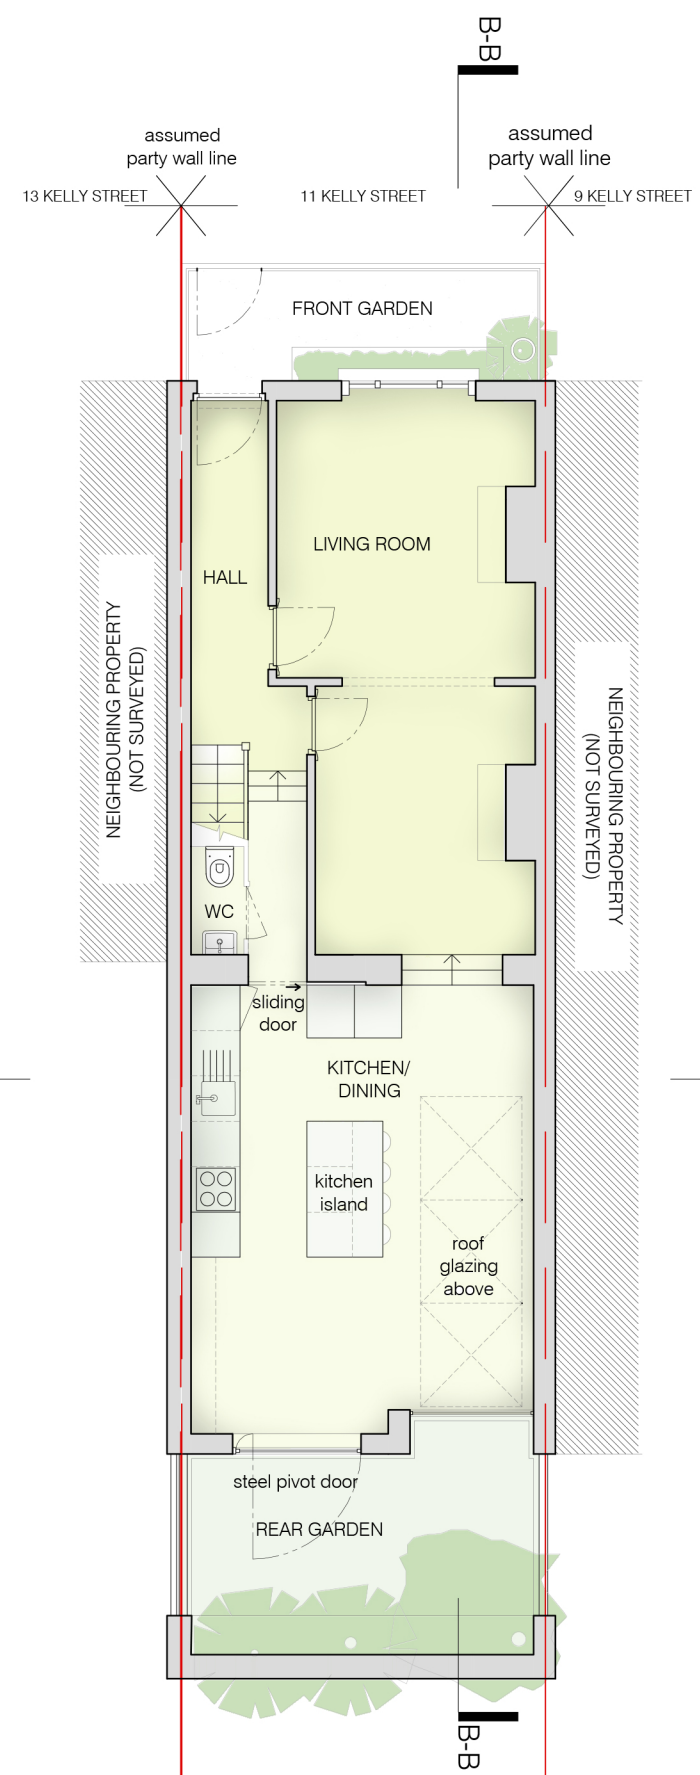 B-B
assumed
party wall line
assumed
party wall line
13 KELLY STREET
11 KELLY STREET
9 KELLY STREET
FRONT GARDEN
LIVING ROOM
HALL
NEIGHBOURING PROPERTY
(NOT SURVEYED)
NEIGHBOURING PROPERTY
(NOT SURVEYED)
WC
sliding
door
KITCHEN/
DINING
kitchen
island
roof
glazing
above
steel pivot door
REAR GARDEN
B-B